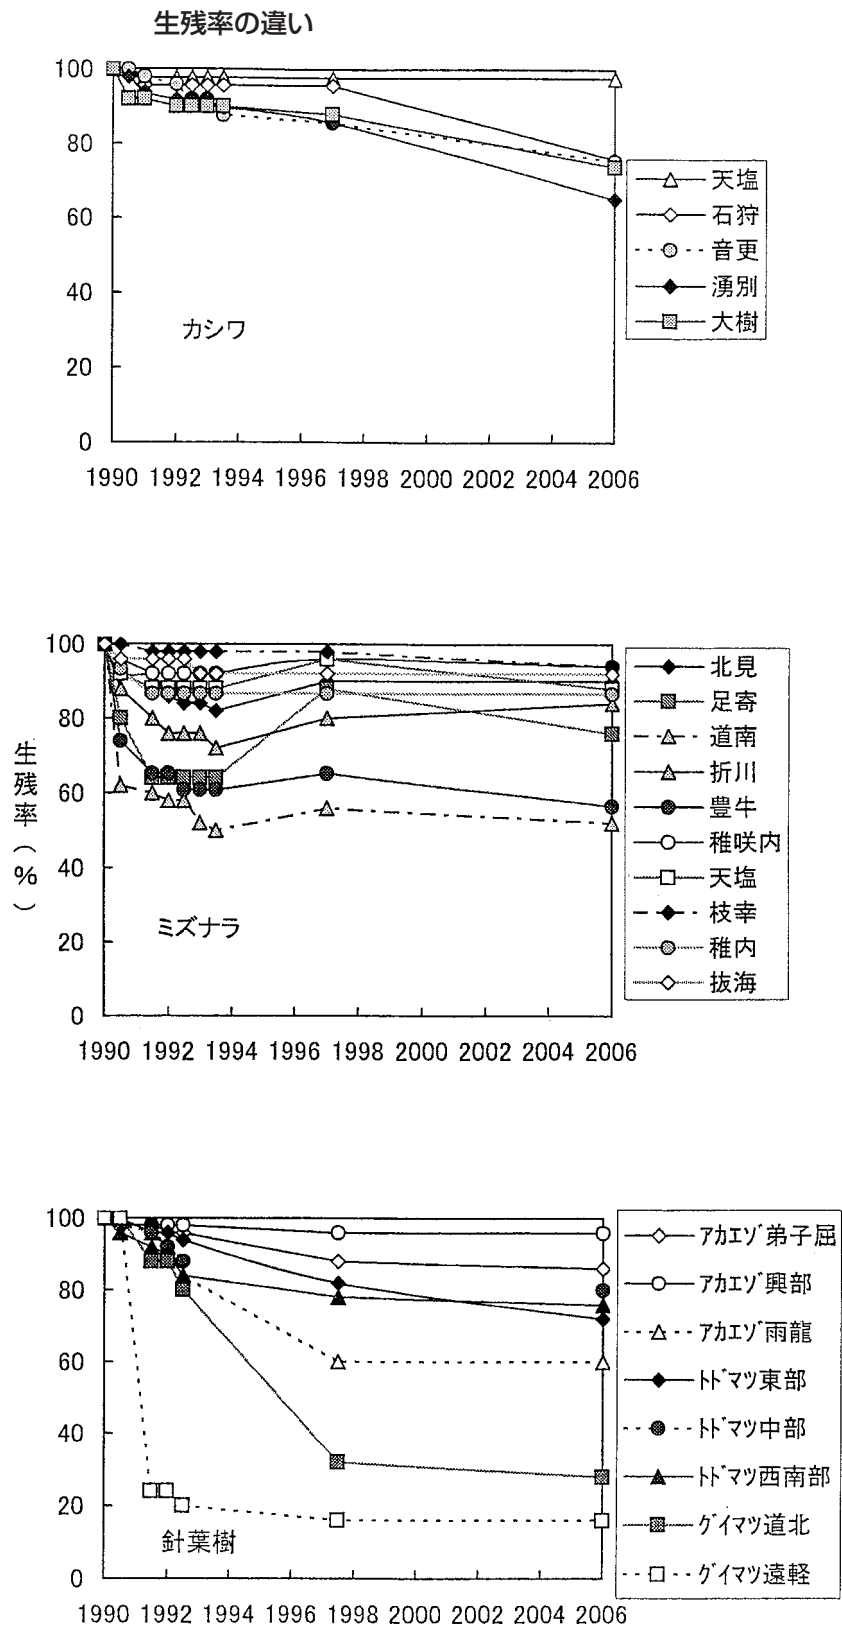 生残率の違い
100
80
60
40
20
0
カシワ
1990 1992 1994 1996 1998 2000 2002 2004 2006
天塩
石狩
音更
湧別
大樹
生残率(%)
100
80
60
40
20
0
ミズナラ
1990 1992 1994 1996 1998 2000 2002 2004 2006
北見
足寄
道南
折川
豊牛
稚咲内
天塩
枝幸
稚内
抜海
100
80
60
40
20
0
針葉樹
1990 1992 1994 1996 1998 2000 2002 2004 2006
ｱｶｴｿﾞ弟子屈
ｱｶｴｿﾞ興部
ｱｶｴｿﾞ雨龍
ﾄﾄﾞﾏﾂ東部
ﾄﾄﾞﾏﾂ中部
ﾄﾄﾞﾏﾂ西南部
ｸﾞｲﾏﾂ道北
ｸﾞｲﾏﾂ遠軽